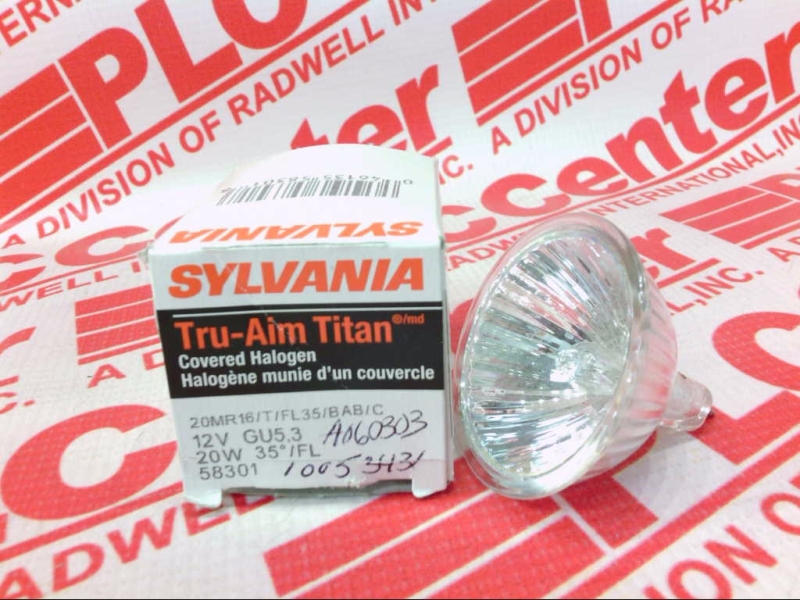 PLC Center
A DIVISION OF RADWELL INTERNATIONAL, INC.
SYLVANIA
SYLVANIA
Tru-Aim Titan®/md
Covered Halogen
Halogène munie d'un couvercle
20MR16/T/FL35/BAB/C
12V GU5.3 A060303
20W 35°/FL
58301 10053431